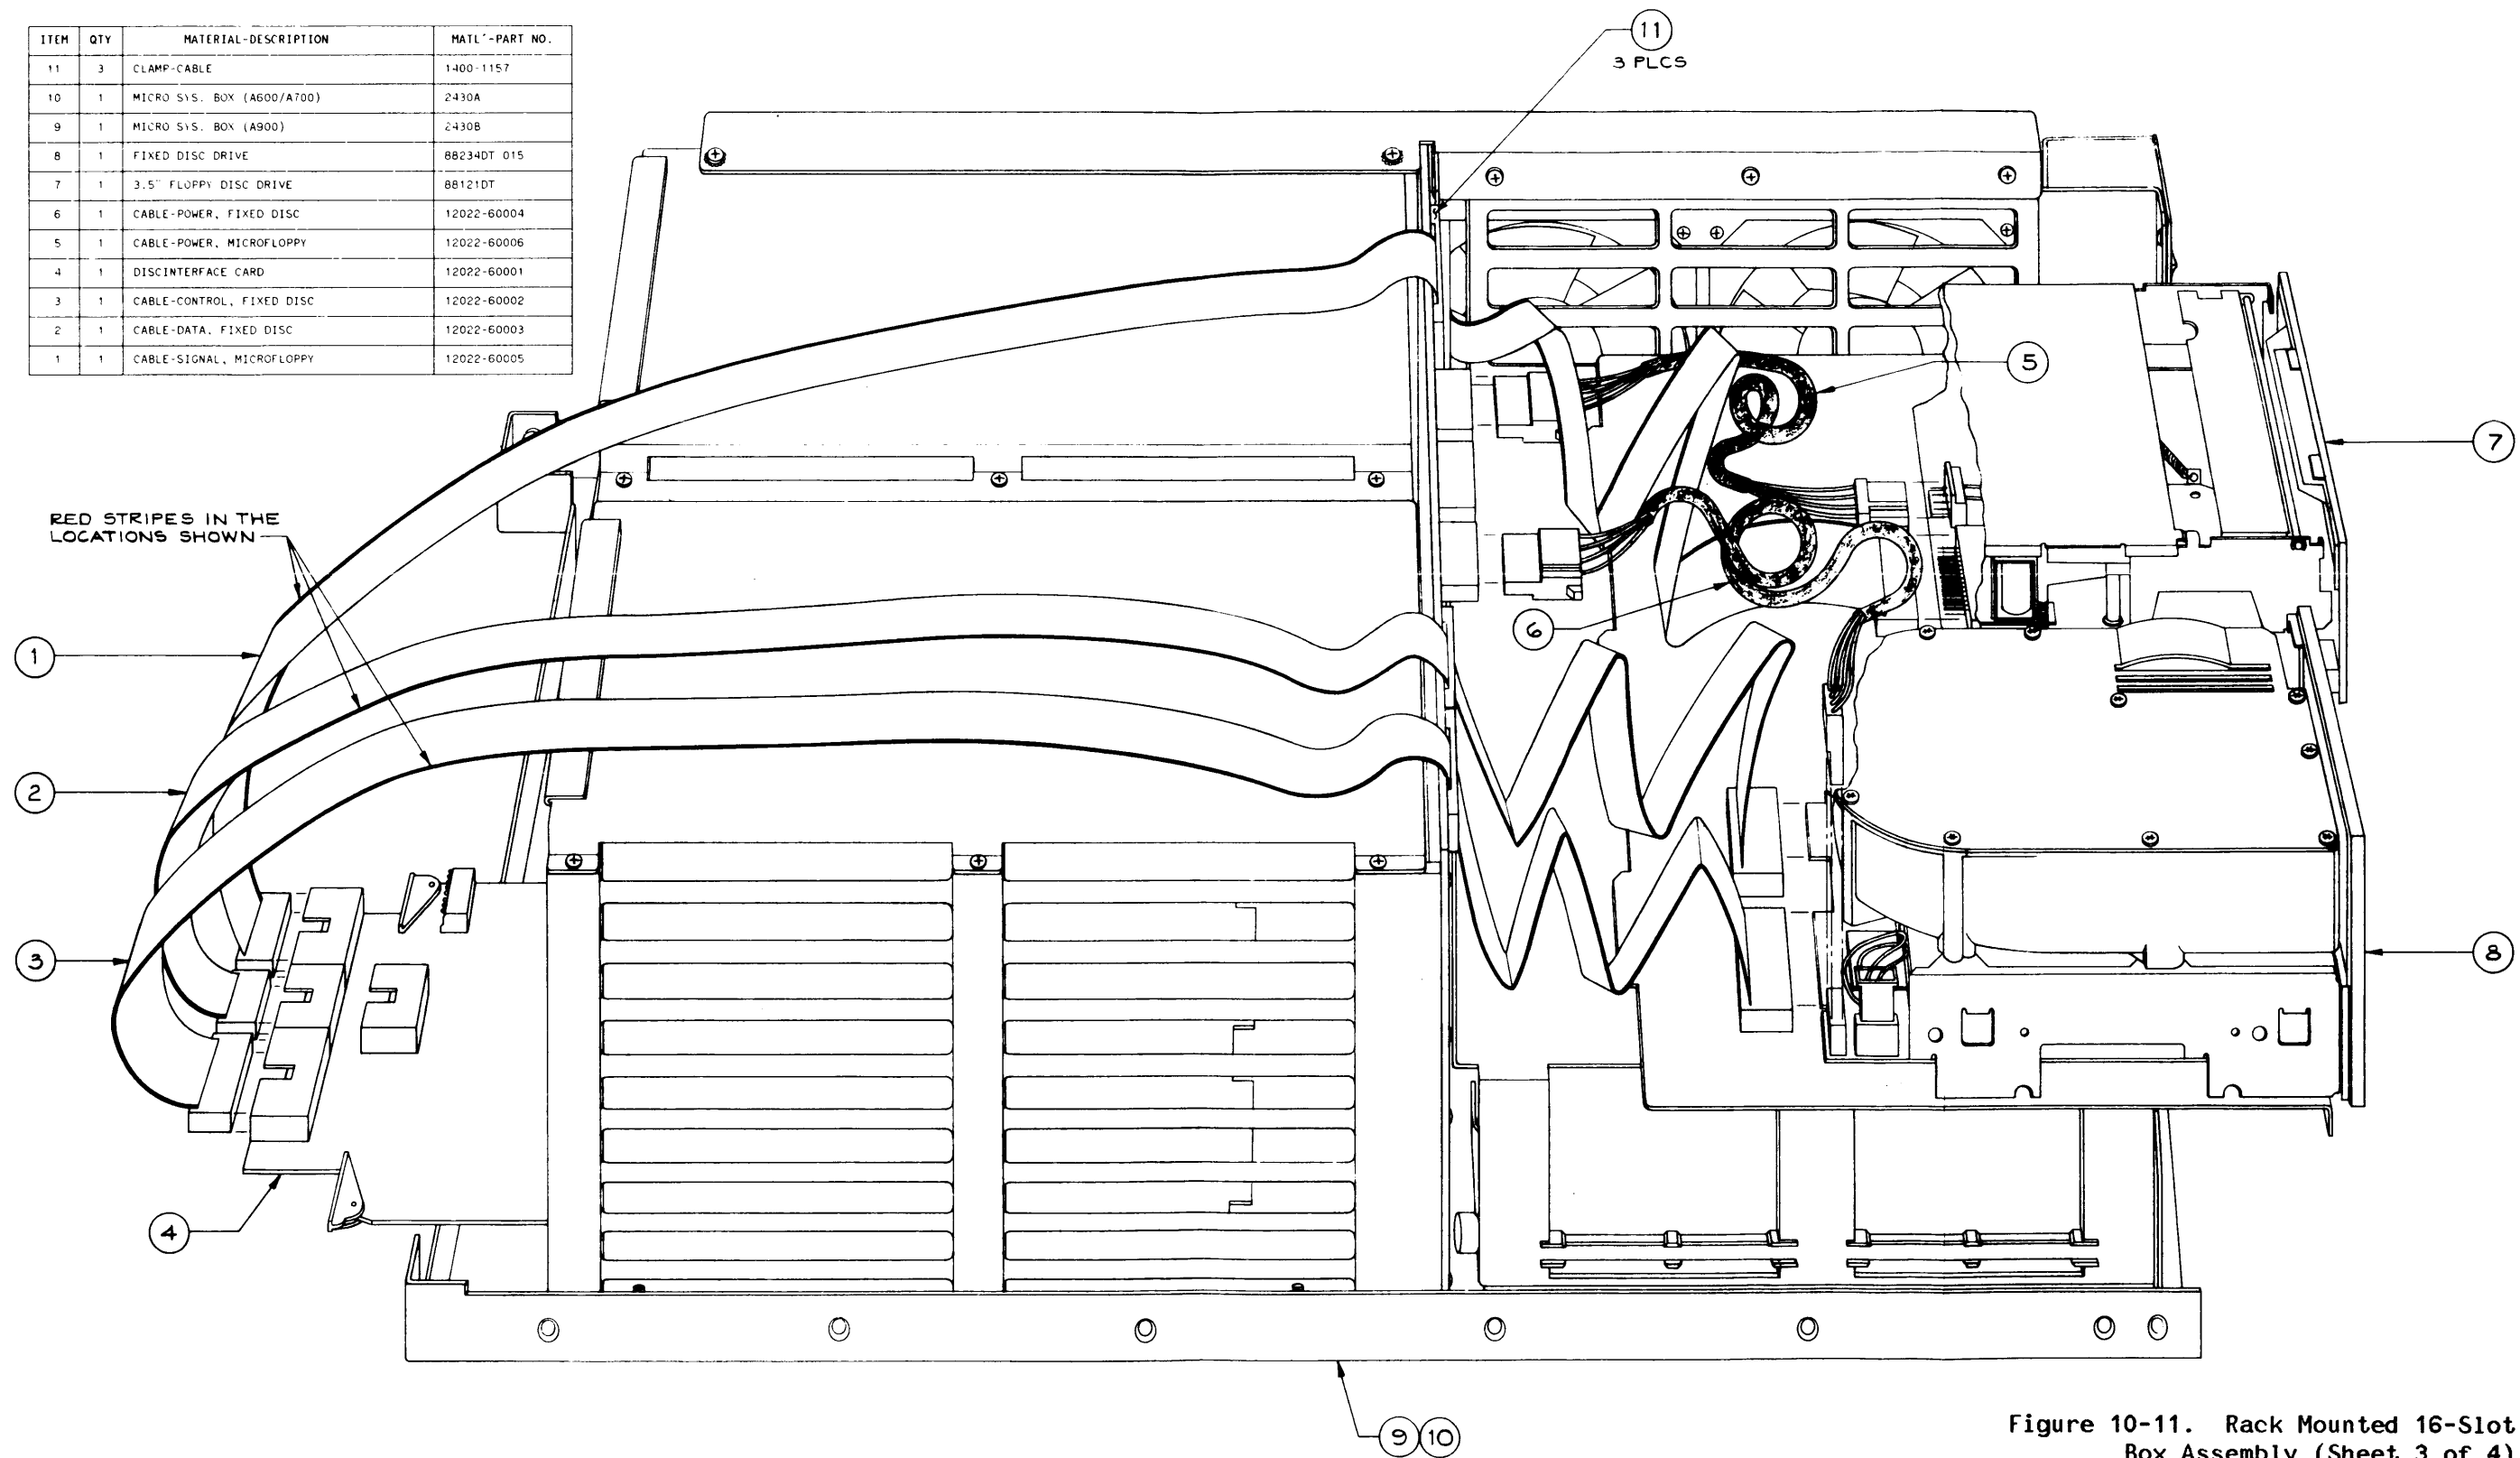 ITEM QTY MATERIAL-DESCRIPTION MATL'-PART NO.
11 3 CLAMP-CABLE 1400-1157
10 1 MICRO SYS. BOX (A600/A700) 2430A
9 1 MICRO SYS. BOX (A900) 2430B
8 1 FIXED DISC DRIVE 88234DT 015
7 1 3.5" FLOPPY DISC DRIVE 88121DT
6 1 CABLE-POWER, FIXED DISC 12022-60004
5 1 CABLE-POWER, MICROFLOPPY 12022-60006
4 1 DISCINTERFACE CARD 12022-60001
3 1 CABLE-CONTROL, FIXED DISC 12022-60002
2 1 CABLE-DATA, FIXED DISC 12022-60003
1 1 CABLE-SIGNAL, MICROFLOPPY 12022-60005
11
3 PLCS
5
7
RED STRIPES IN THE
LOCATIONS SHOWN
6
1
2
3
8
4
9 10
Figure 10-11. Rack Mounted 16-Slot
Box Assembly (Sheet 3 of 4)